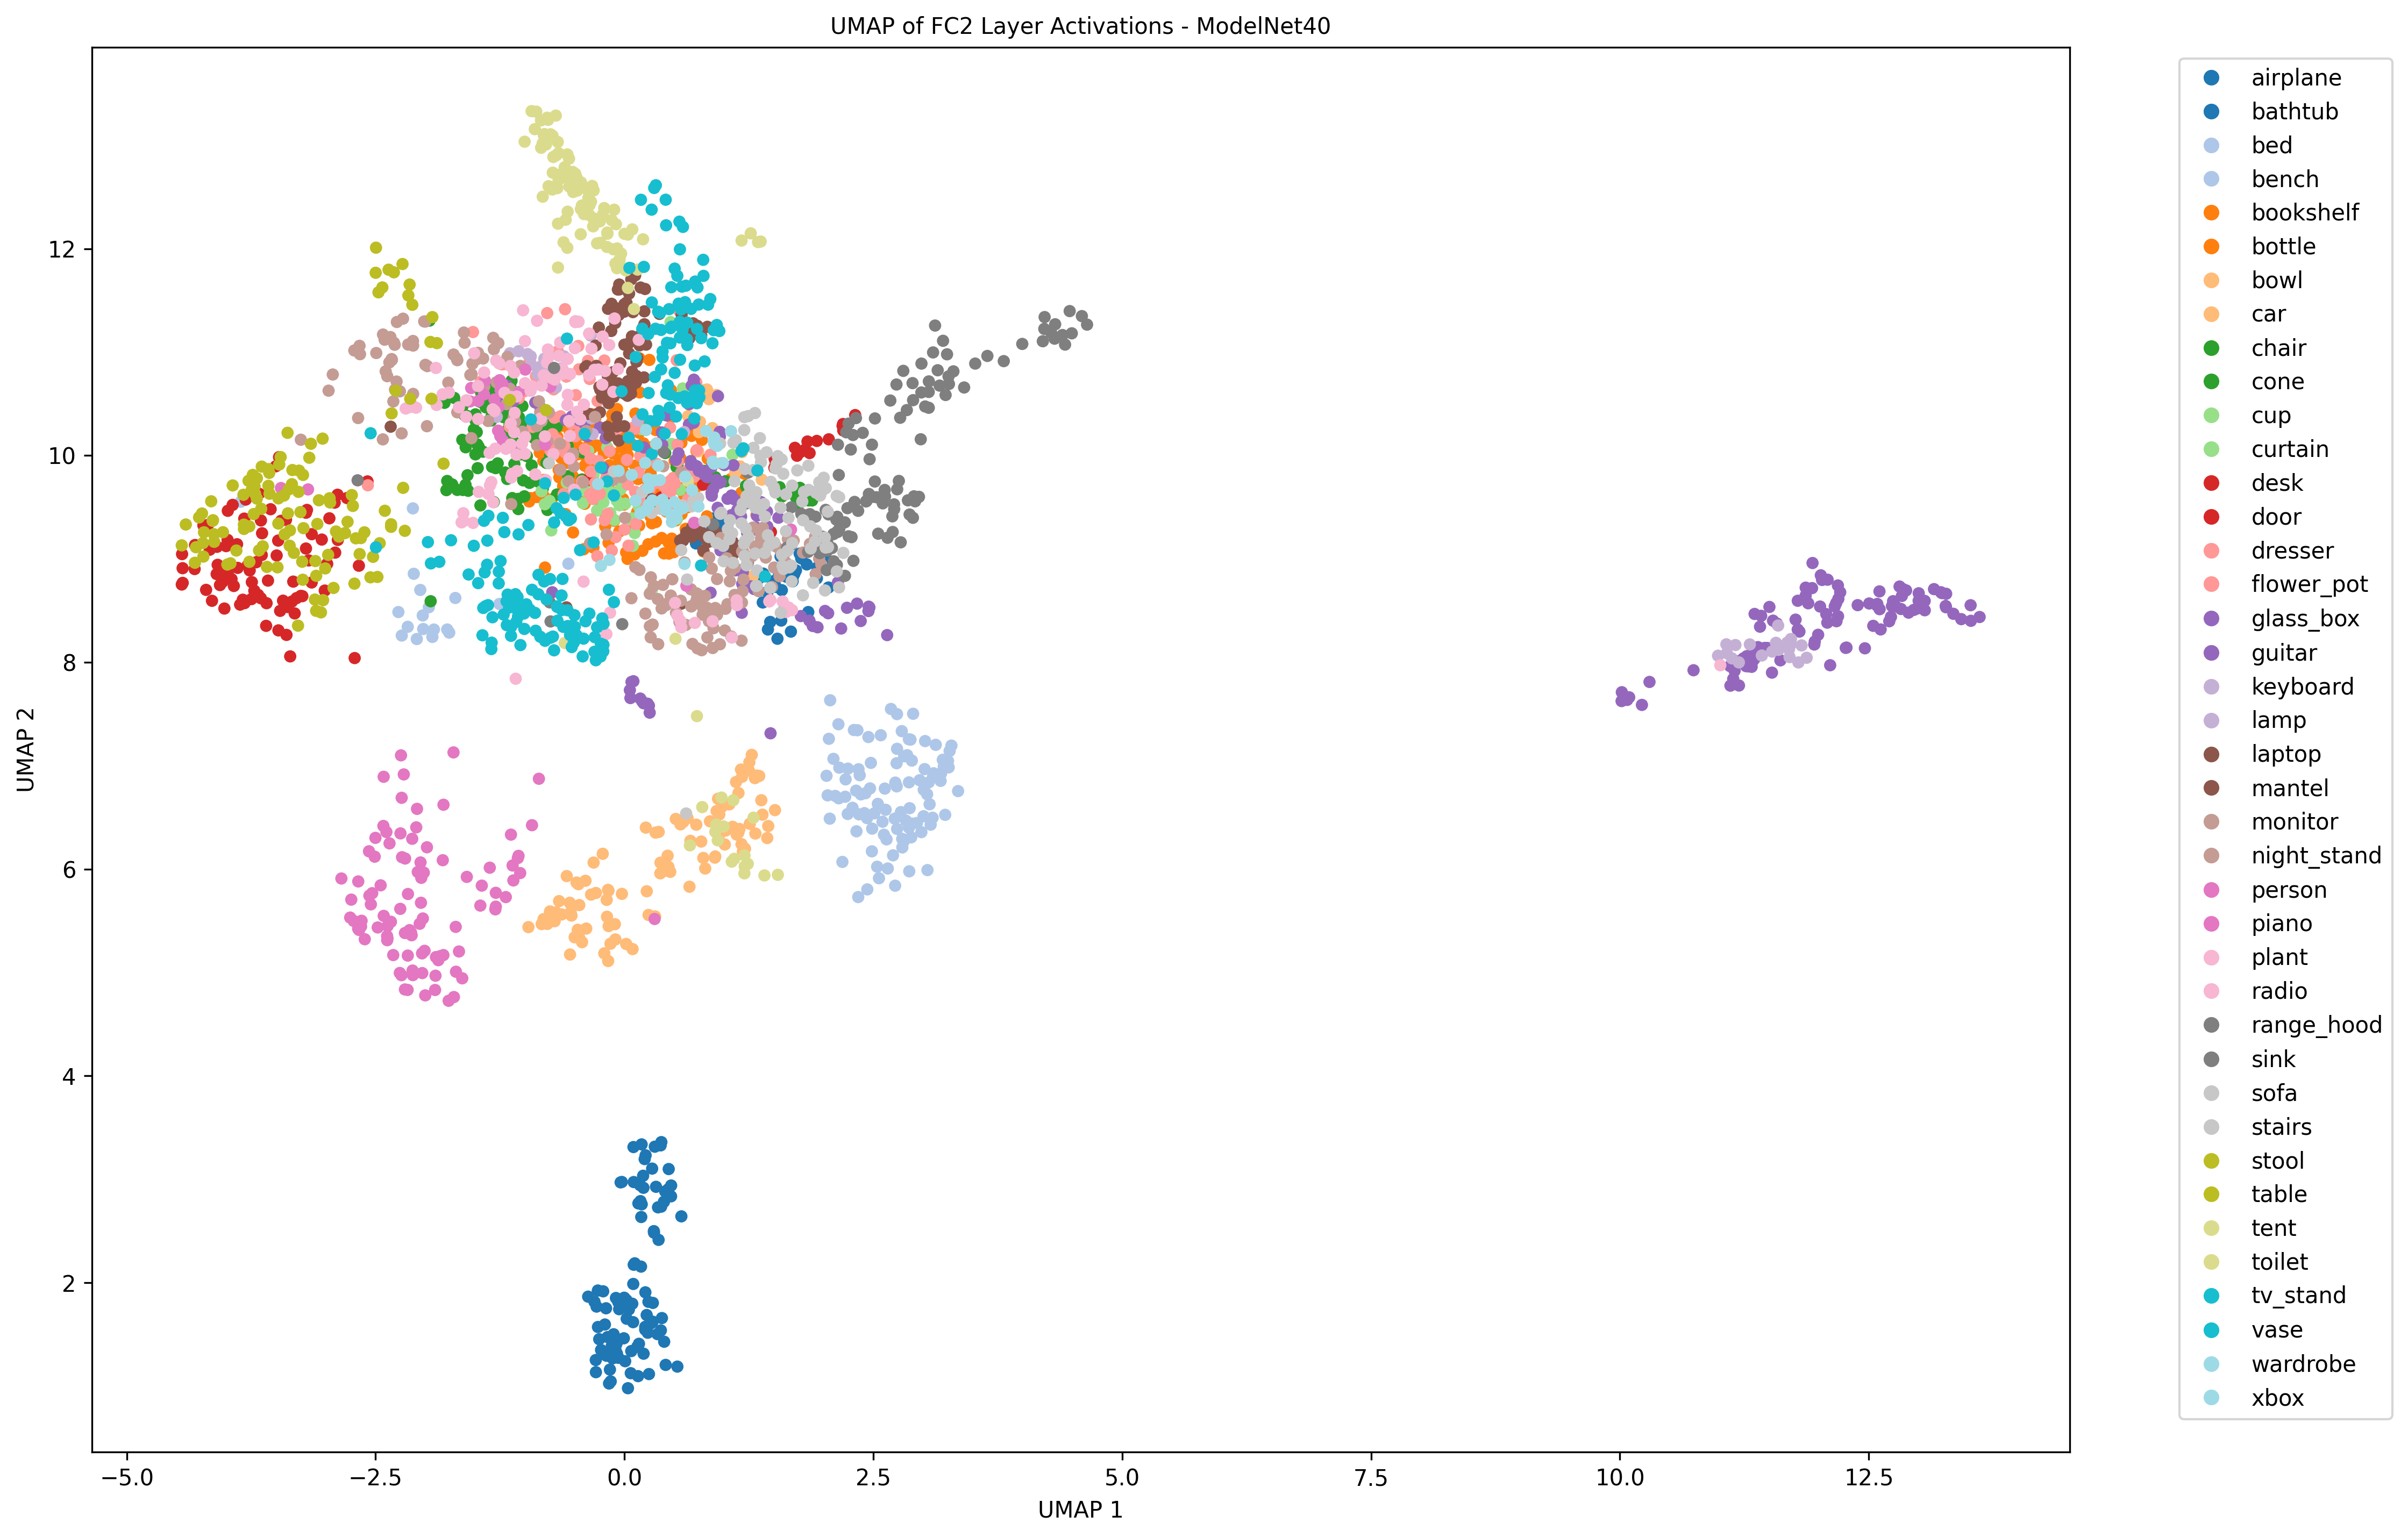 UMAP of FC2 Layer Activations - ModelNet40
UMAP 2
12
10
8
6
4
2
−5.0
−2.5
0.0
2.5
5.0
7.5
10.0
12.5
UMAP 1
airplane
bathtub
bed
bench
bookshelf
bottle
bowl
car
chair
cone
cup
curtain
desk
door
dresser
flower_pot
glass_box
guitar
keyboard
lamp
laptop
mantel
monitor
night_stand
person
piano
plant
radio
range_hood
sink
sofa
stairs
stool
table
tent
toilet
tv_stand
vase
wardrobe
xbox